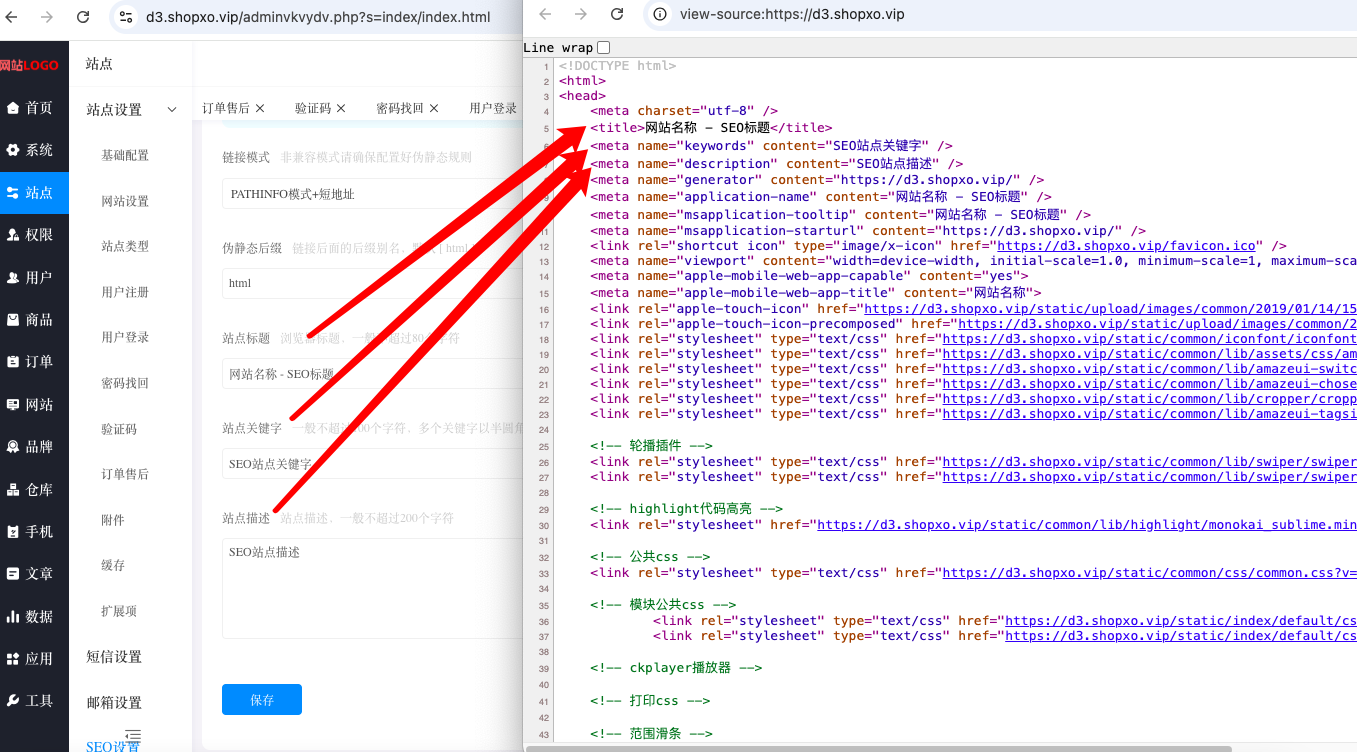 d3.shopxo.vip/adminvkvydv.php?s=index/index.html
网站LOGO
首页
系统
站点
权限
用户
商品
订单
网站
品牌
仓库
手机
文章
数据
应用
工具
站点
站点设置
基础配置
网站设置
站点类型
用户注册
用户登录
密码找回
验证码
订单售后
附件
缓存
扩展项
短信设置
邮箱设置
SEO设置
订单售后 × 验证码 × 密码找回 × 用户登录
链接模式 非兼容模式请确保配置好伪静态规则
PATHINFO模式+短地址
伪静态后缀 链接后面的后缀别名, [ html ]
html
站点标题 浏览器标题，一般不超过80个字符
网站名称 - SEO标题
站点关键字 一般不超过100个字符，多个关键字以半圆角
SEO站点关键字
站点描述 站点描述，一般不超过200个字符
SEO站点描述
保存
view-source:https://d3.shopxo.vip
Line wrap
1 <!DOCTYPE html>
2 <html>
3 <head>
4 <meta charset="utf-8" />
5 <title>网站名称 - SEO标题</title>
6 <meta name="keywords" content="SEO站点关键字" />
<meta name="description" content="SEO站点描述" />
<meta name="generator" content="https://d3.shopxo.vip/" />
<meta name="application-name" content="网站名称 - SEO标题" />
<meta name="msapplication-tooltip" content="网站名称 - SEO标题" />
11 <meta name="msapplication-starturl" content="https://d3.shopxo.vip/" />
12 <link rel="shortcut icon" type="image/x-icon" href="https://d3.shopxo.vip/favicon.ico" />
13 <meta name="viewport" content="width=device-width, initial-scale=1.0, minimum-scale=1, maximum-sca
14 <meta name="apple-mobile-web-app-capable" content="yes">
15 <meta name="apple-mobile-web-app-title" content="网站名称">
16 <link rel="apple-touch-icon" href="https://d3.shopxo.vip/static/upload/images/common/2019/01/14/15
17 <link rel="apple-touch-icon-precomposed" href="https://d3.shopxo.vip/static/upload/images/common/2
18 <link rel="stylesheet" type="text/css" href="https://d3.shopxo.vip/static/common/iconfont/iconfont
19 <link rel="stylesheet" type="text/css" href="https://d3.shopxo.vip/static/common/lib/assets/css/am
20 <link rel="stylesheet" type="text/css" href="https://d3.shopxo.vip/static/common/lib/amazeui-switc
21 <link rel="stylesheet" type="text/css" href="https://d3.shopxo.vip/static/common/lib/amazeui-chose
22 <link rel="stylesheet" type="text/css" href="https://d3.shopxo.vip/static/common/lib/cropper/cropp
23 <link rel="stylesheet" type="text/css" href="https://d3.shopxo.vip/static/common/lib/amazeui-tagsi
24
25 <!-- 轮播插件 -->
26 <link rel="stylesheet" type="text/css" href="https://d3.shopxo.vip/static/common/lib/swiper/swiper
27 <link rel="stylesheet" type="text/css" href="https://d3.shopxo.vip/static/common/lib/swiper/swiper
28
29 <!-- highlight代码高亮 -->
30 <link rel="stylesheet" href="https://d3.shopxo.vip/static/common/lib/highlight/monokai_sublime.min
31
32 <!-- 公共css -->
33 <link rel="stylesheet" type="text/css" href="https://d3.shopxo.vip/static/common/css/common.css?v=
34
35 <!-- 模块公共css -->
36 <link rel="stylesheet" type="text/css" href="https://d3.shopxo.vip/static/index/default/cs
37 <link rel="stylesheet" type="text/css" href="https://d3.shopxo.vip/static/index/default/cs
38
39 <!-- ckplayer播放器 -->
40
41 <!-- 打印css -->
42
43 <!-- 范围滑条 -->